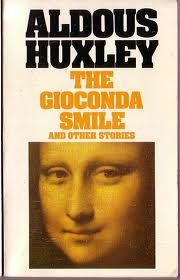 ALDOUS
HUXLEY
THE
GIOCONDA
SMILE
AND OTHER STORIES